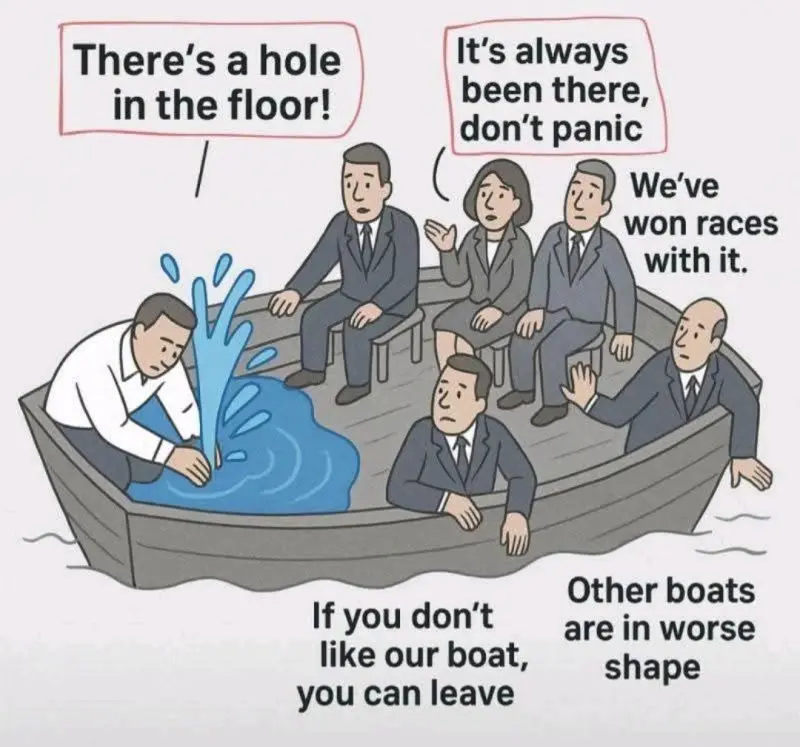 There's a hole
in the floor!
It's always
been there,
don't panic
We've
won races
with it.
If you don't
like our boat,
you can leave
Other boats
are in worse
shape